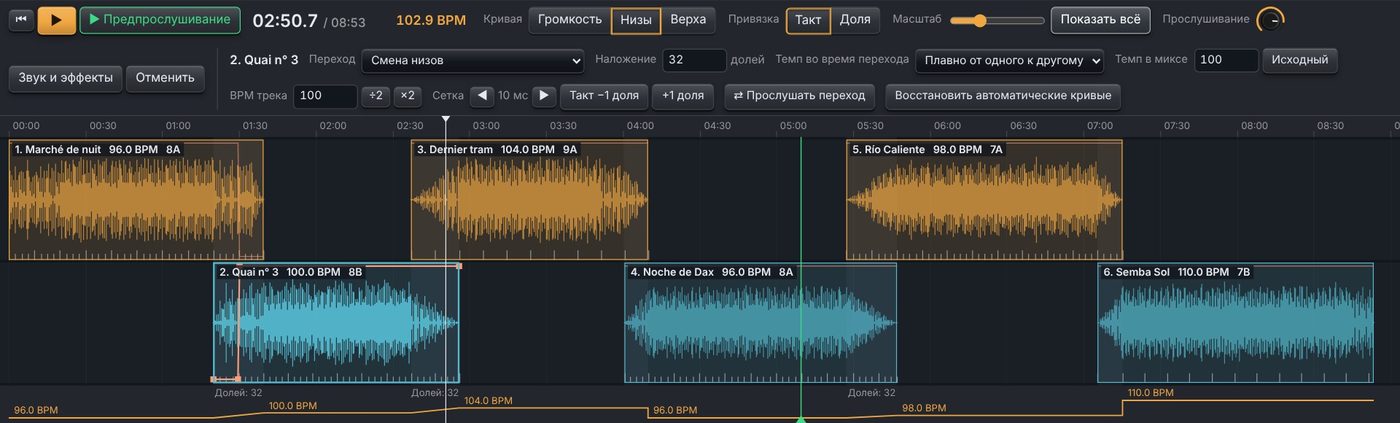 Предпрослушивание 02:50.7 / 08:53 102.9 BPM Кривая Громкость Низы Верха Привязка Такт Доля Масштаб Показать всё Прослушивание
Звук и эффекты Отменить
2. Quai n° 3 Переход Смена низов Наложение 32 долей Темп во время перехода Плавно от одного к другому Темп в миксе 100 Исходный
BPM трека 100 ÷2 ×2 Сетка ◀ 10 мс ▶ Такт −1 доля +1 доля ⇄ Прослушать переход Восстановить автоматические кривые
00:00 00:30 01:00 01:30 02:00 02:30 03:00 03:30 04:00 04:30 05:00 05:30 06:00 06:30 07:00 07:30 08:00 08:30
1. Marché de nuit 96.0 BPM 8A
3. Dernier tram 104.0 BPM 9A
5. Río Caliente 98.0 BPM 7A
2. Quai n° 3 100.0 BPM 8B
4. Noche de Dax 96.0 BPM 8A
6. Semba Sol 110.0 BPM 7B
Долей: 32 Долей: 32 Долей: 32
96.0 BPM 100.0 BPM 104.0 BPM 96.0 BPM 98.0 BPM 110.0 BPM